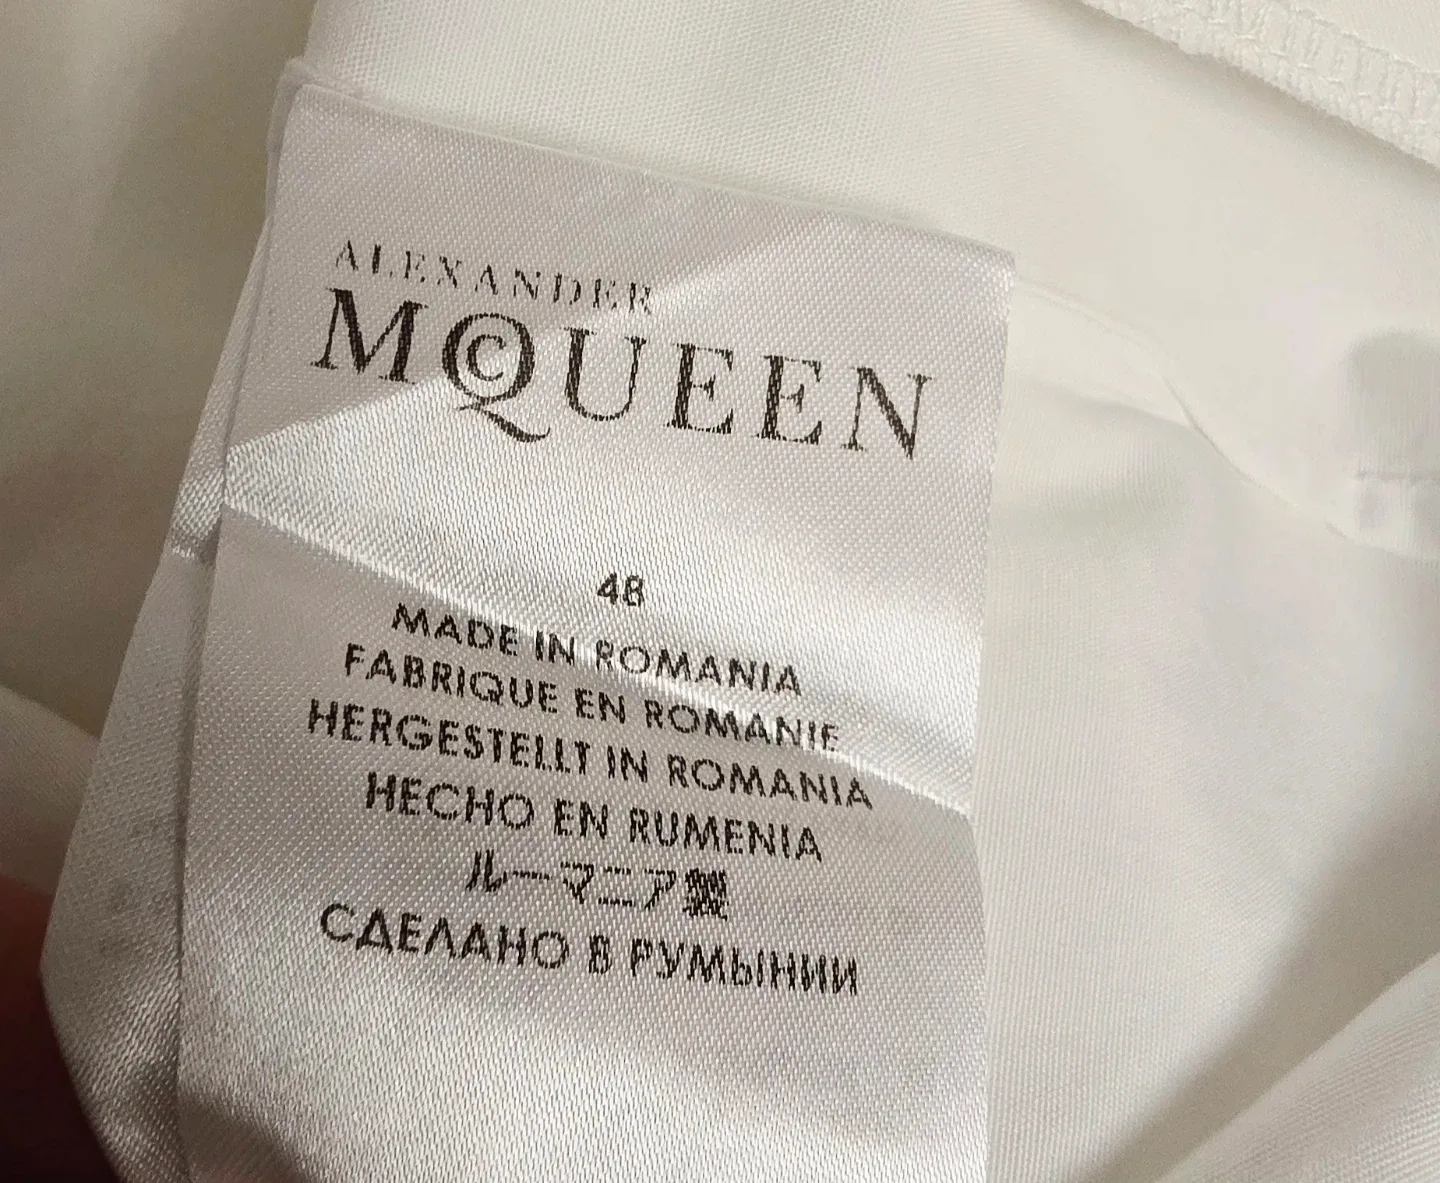 ALEXANDER
McQUEEN
48
MADE IN ROMANIA
FABRIQUE EN ROMANIE
HERGESTELLT IN ROMANIA
HECHO EN RUMENIA
ルーマニア製
СДЕЛАНО В РУМЫНИИ